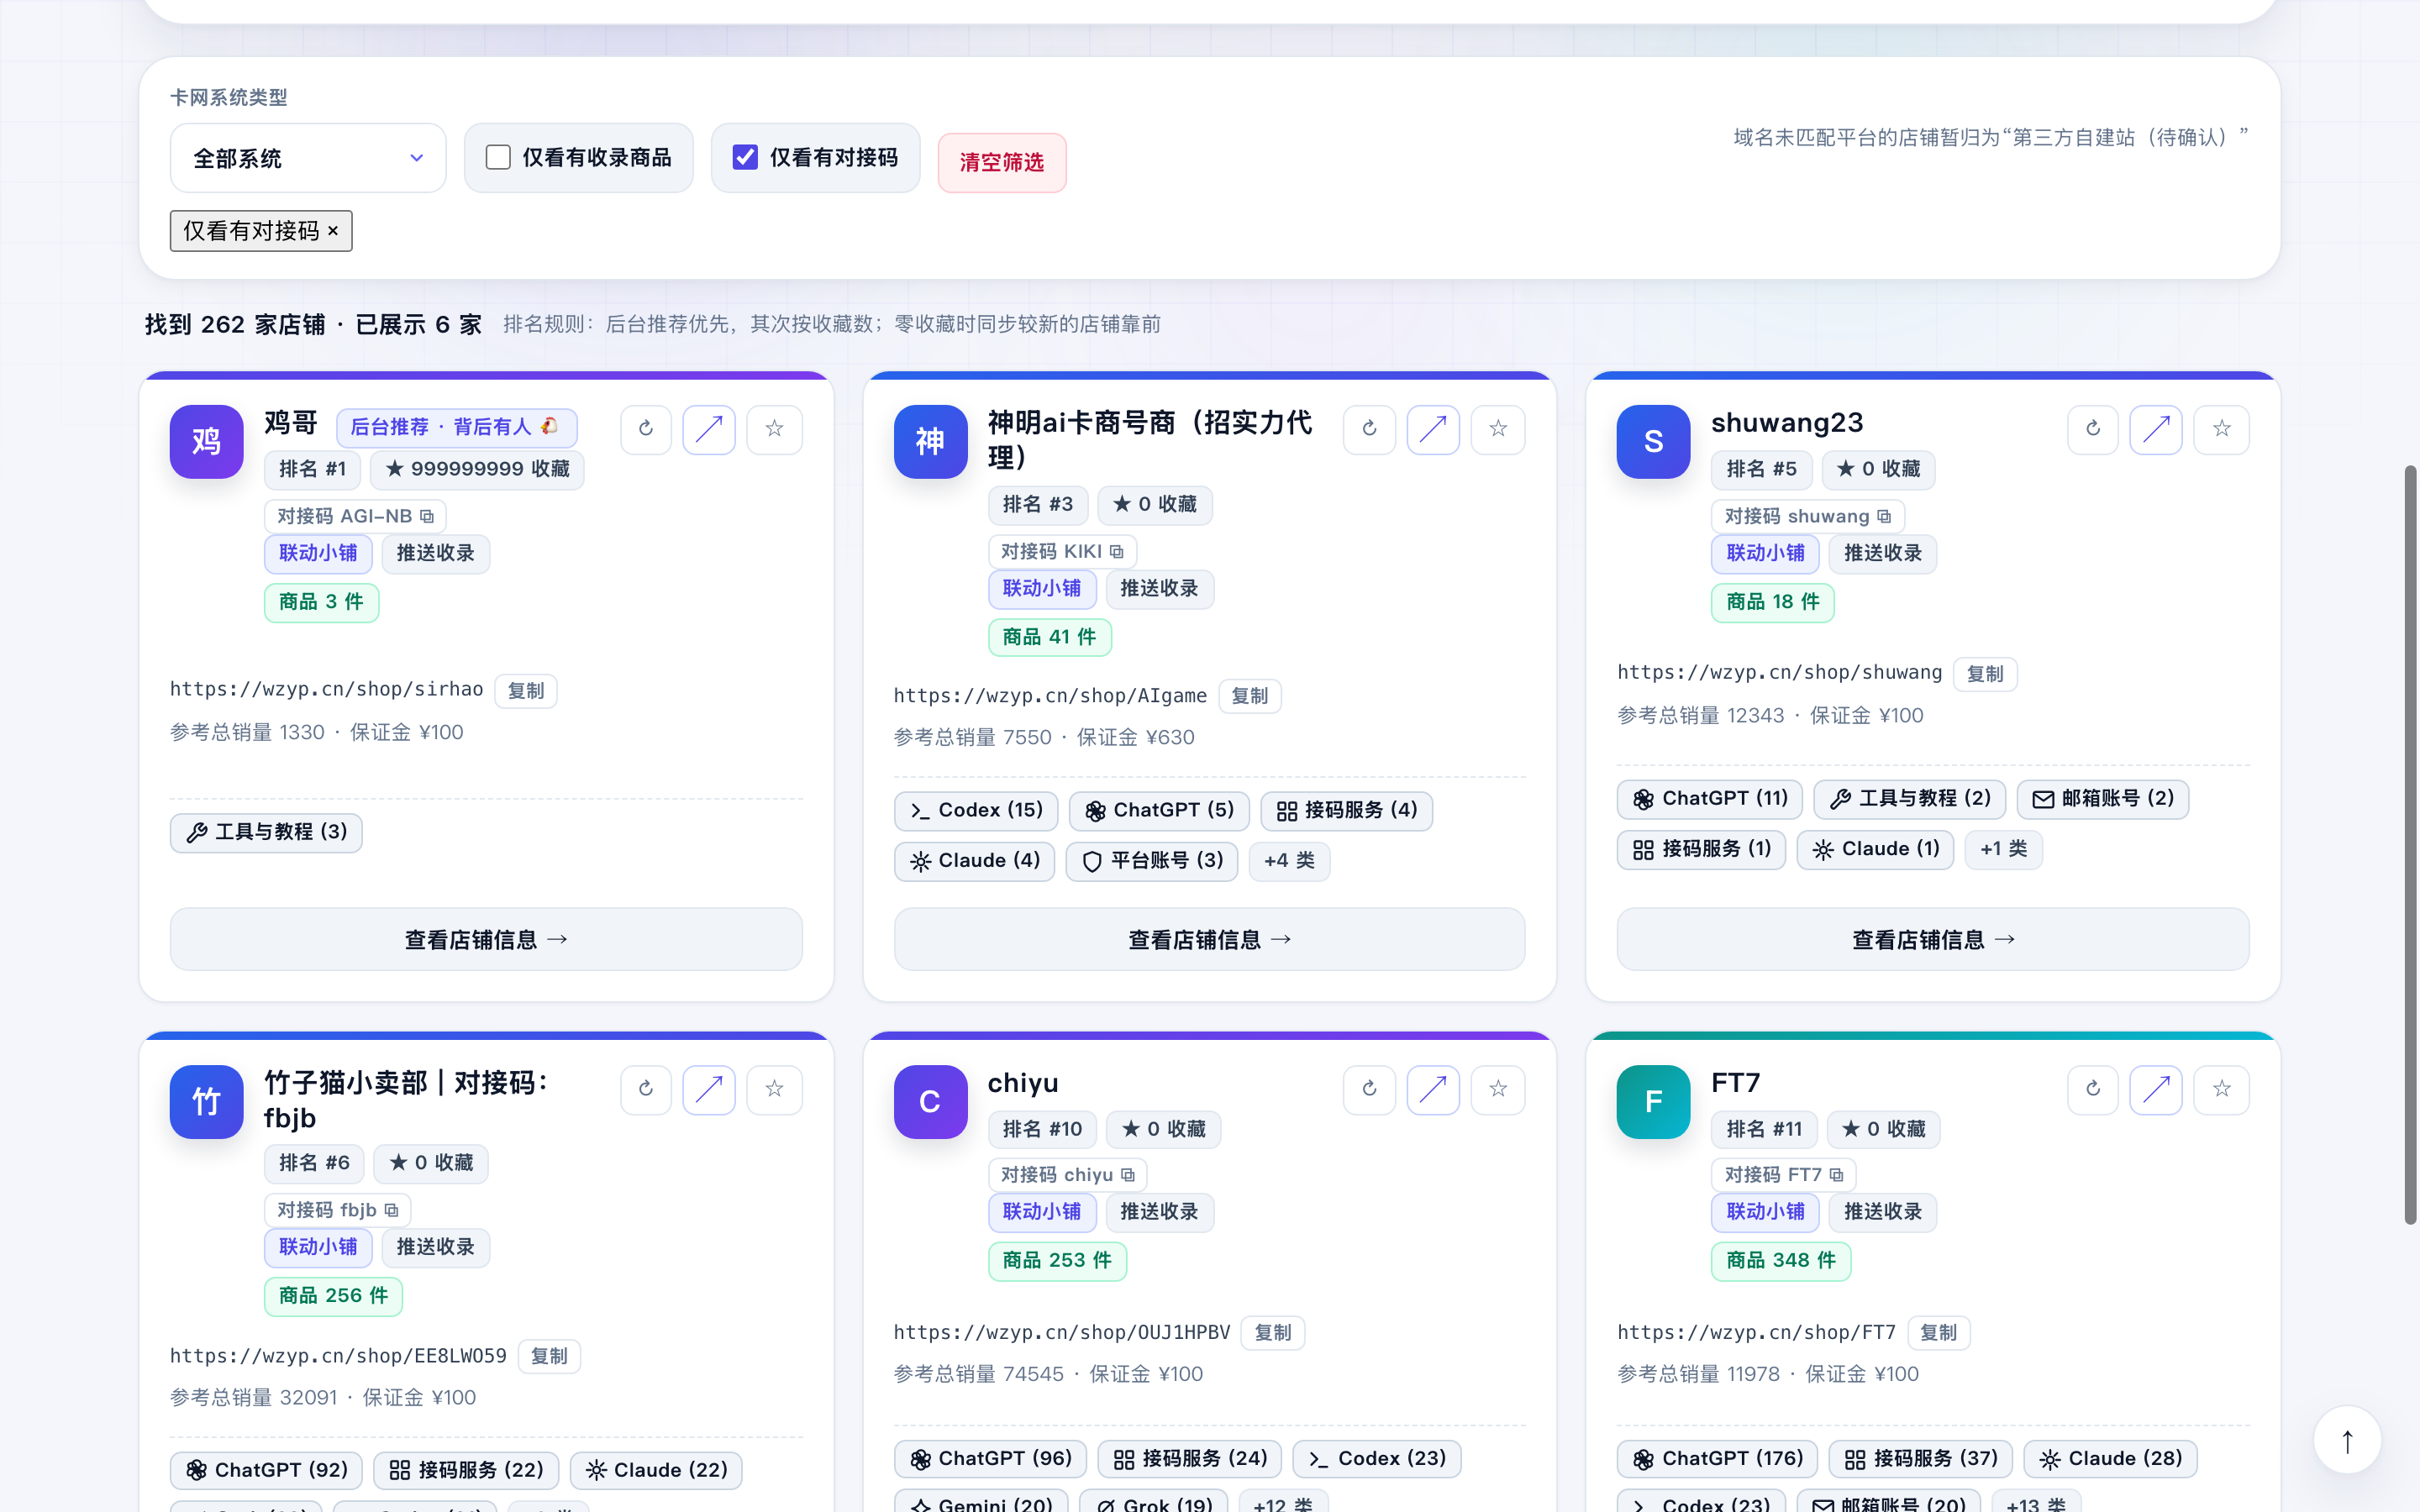 卡网系统类型
全部系统
仅看有收录商品
仅看有对接码
清空筛选
域名未匹配平台的店铺暂归为“第三方自建站（待确认）”
仅看有对接码 ×
找到 262 家店铺 · 已展示 6 家 排名规则：后台推荐优先，其次按收藏数；零收藏时同步较新的店铺靠前
鸡
鸡哥
后台推荐 · 背后有人
排名 #1
★ 999999999 收藏
对接码 AGI-NB
联动小铺
推送收录
商品 3 件
https://wzyp.cn/shop/sirhao
复制
参考总销量 1330 · 保证金 ¥100
工具与教程 (3)
查看店铺信息 →
神
神明ai卡商号商（招实力代
理）
排名 #3
★ 0 收藏
对接码 KIKI
联动小铺
推送收录
商品 41 件
https://wzyp.cn/shop/AIgame
复制
参考总销量 7550 · 保证金 ¥630
Codex (15)
ChatGPT (5)
接码服务 (4)
Claude (4)
平台账号 (3)
+4 类
查看店铺信息 →
S
shuwang23
排名 #5
★ 0 收藏
对接码 shuwang
联动小铺
推送收录
商品 18 件
https://wzyp.cn/shop/shuwang
复制
参考总销量 12343 · 保证金 ¥100
ChatGPT (11)
工具与教程 (2)
邮箱账号 (2)
接码服务 (1)
Claude (1)
+1 类
查看店铺信息 →
竹
竹子猫小卖部 | 对接码：
fbjb
排名 #6
★ 0 收藏
对接码 fbjb
联动小铺
推送收录
商品 256 件
https://wzyp.cn/shop/EE8LWO59
复制
参考总销量 32091 · 保证金 ¥100
ChatGPT (92)
接码服务 (22)
Claude (22)
C
chiyu
排名 #10
★ 0 收藏
对接码 chiyu
联动小铺
推送收录
商品 253 件
https://wzyp.cn/shop/OUJ1HPBV
复制
参考总销量 74545 · 保证金 ¥100
ChatGPT (96)
接码服务 (24)
Codex (23)
Gemini (20)
Grok (19)
+12 类
F
FT7
排名 #11
★ 0 收藏
对接码 FT7
联动小铺
推送收录
商品 348 件
https://wzyp.cn/shop/FT7
复制
参考总销量 11978 · 保证金 ¥100
ChatGPT (176)
接码服务 (37)
Claude (28)
Codex (23)
邮箱账号 (20)
+13 类
↑